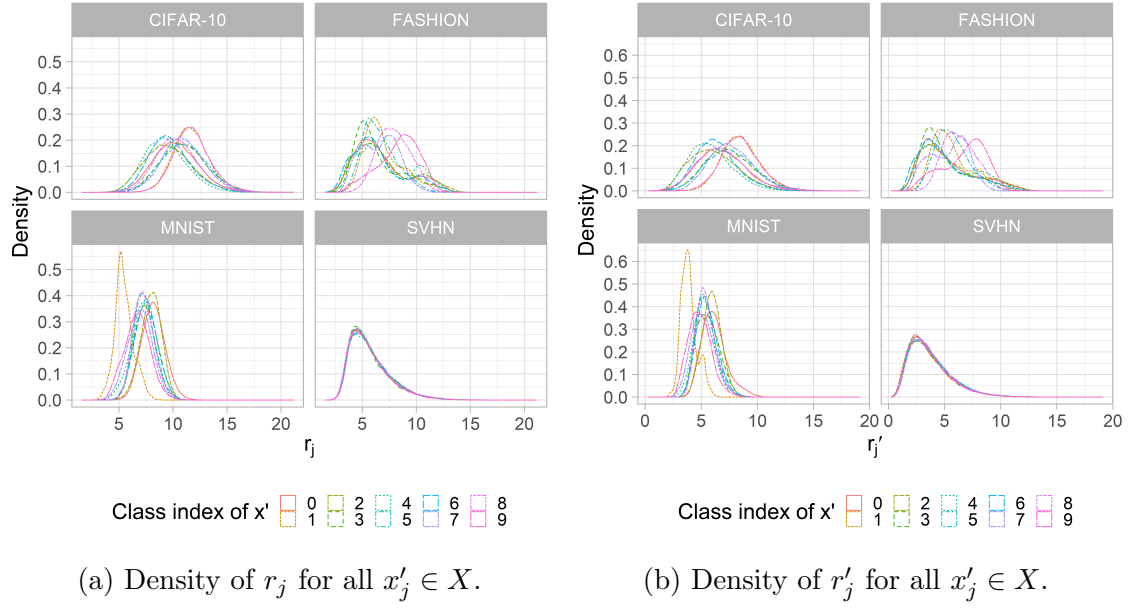 CIFAR-10 FASHION
0.5
0.4
0.3
0.2
0.1
0.0
MNIST SVHN
0.5
0.4
0.3
0.2
0.1
0.0
5 10 15 20 5 10 15 20
Density
r_j
Class index of x' 0 2 4 6 8
1 3 5 7 9
(a) Density of r_j for all x'_j ∈ X.
CIFAR-10 FASHION
0.6
0.5
0.4
0.3
0.2
0.1
0.0
MNIST SVHN
0.6
0.5
0.4
0.3
0.2
0.1
0.0
0 5 10 15 20 0 5 10 15 20
Density
r_j'
Class index of x' 0 2 4 6 8
1 3 5 7 9
(b) Density of r'_j for all x'_j ∈ X.